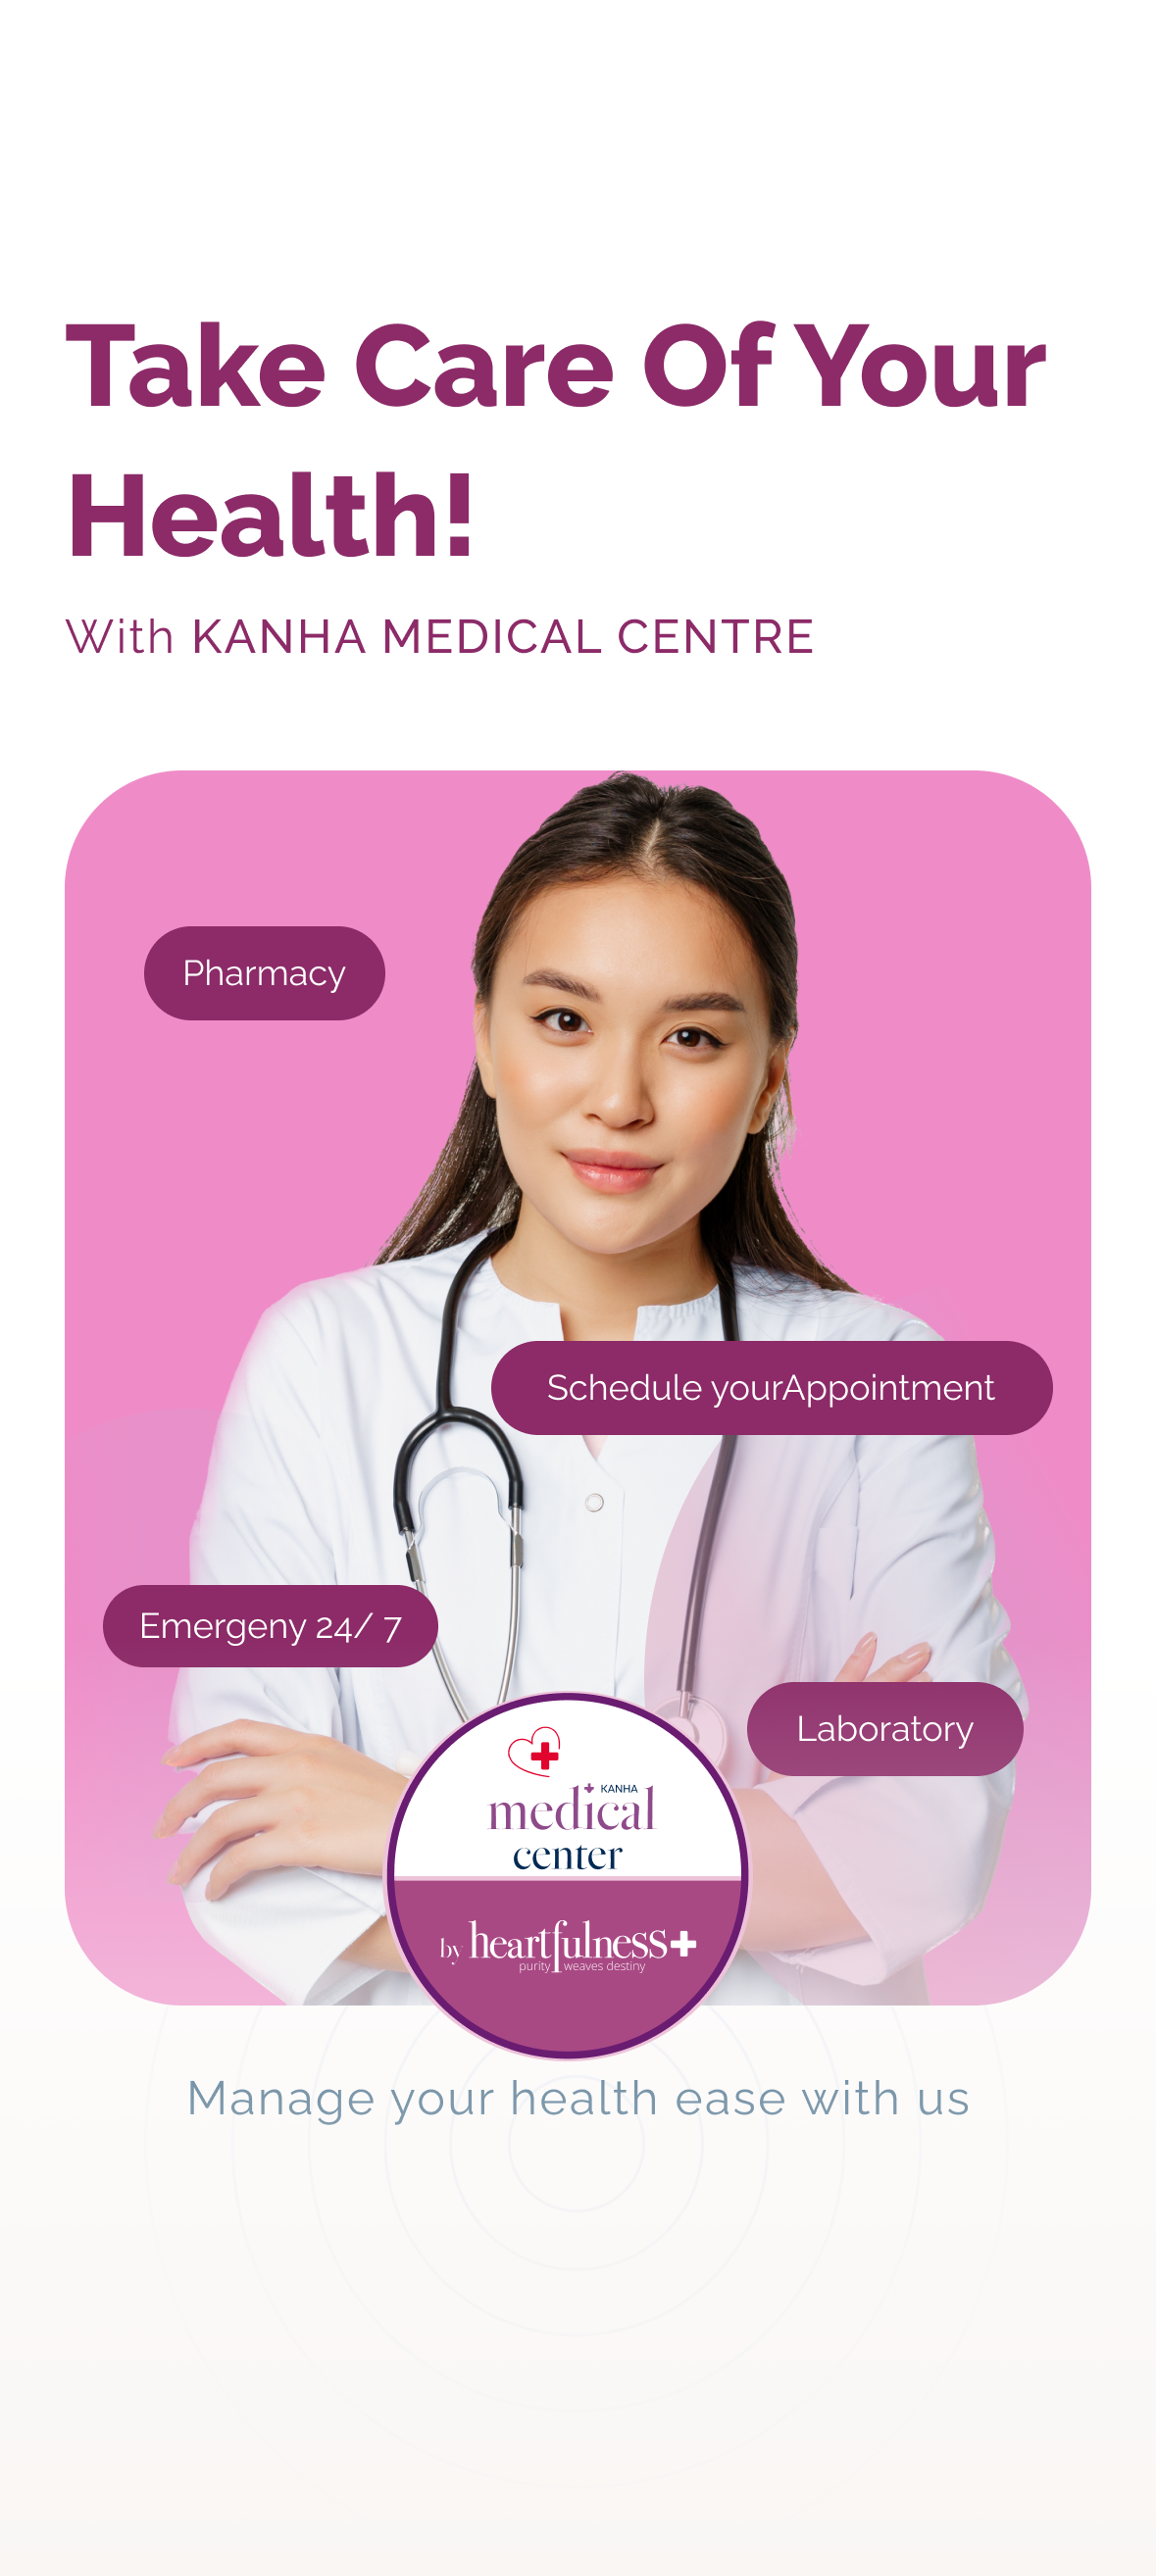 Take Care Of Your
Health!
With KANHA MEDICAL CENTRE
Pharmacy
Schedule yourAppointment
Emergeny 24/ 7
Laboratory
KANHA
medical
center
by heartfulness
purity weaves destiny
Manage your health ease with us